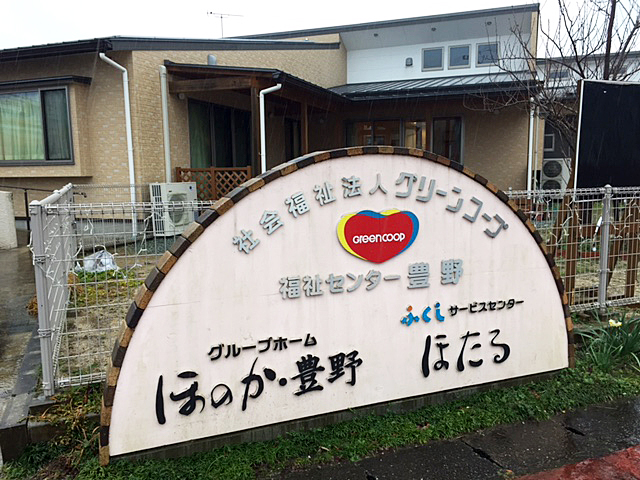 社会福祉法人グリーンコープ
GREENCOOP
福祉センター豊野
ふくしサービスセンター
ほたる
グループホーム
ほのか・豊野